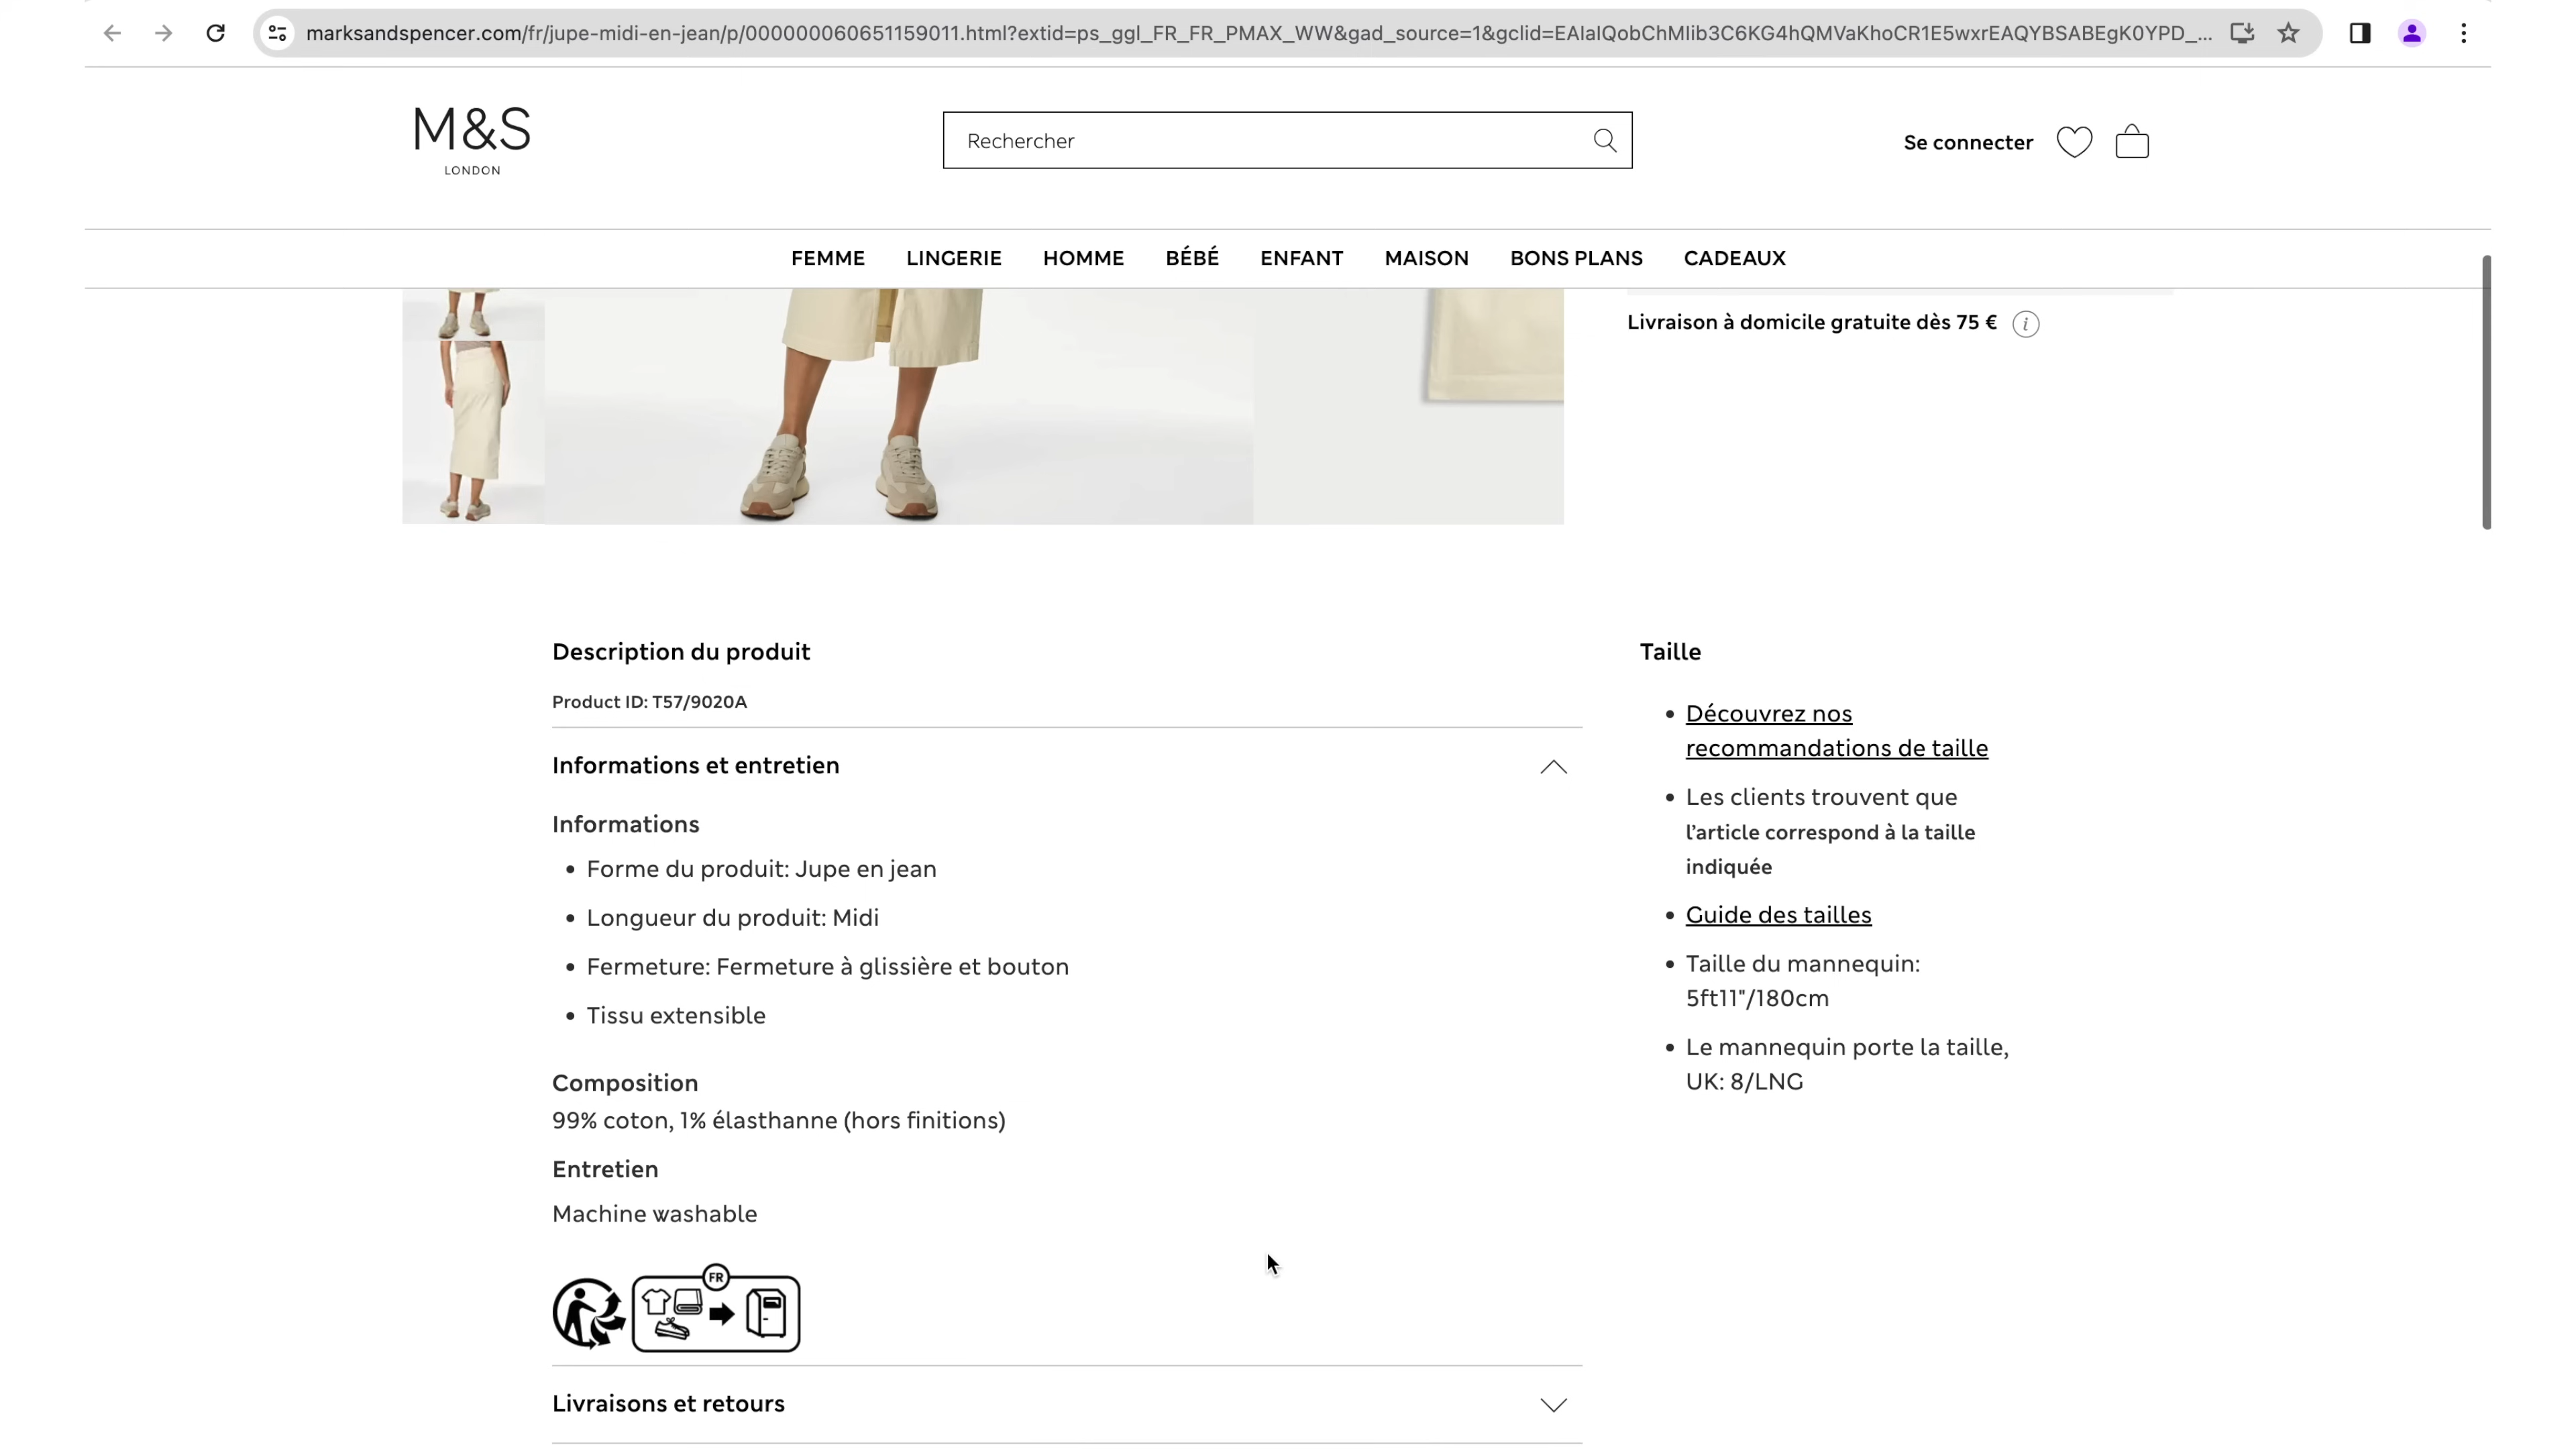 marksandspencer.com/fr/jupe-midi-en-jean/p/000000060651159011.html?extid=ps_ggl_FR_FR_PMAX_WW&gad_source=1&gclid=EAIaIQobChMIib3C6KG4hQMVaKhoCR1E5wxrEAQYBSABEgK0YPD_...
M&S
LONDON
Rechercher
Se connecter
FEMME LINGERIE HOMME BÉBÉ ENFANT MAISON BONS PLANS CADEAUX
Livraison à domicile gratuite dès 75 € i
Description du produit
Product ID: T57/9020A
Informations et entretien
Informations
• Forme du produit: Jupe en jean
• Longueur du produit: Midi
• Fermeture: Fermeture à glissière et bouton
• Tissu extensible
Composition
99% coton, 1% élasthanne (hors finitions)
Entretien
Machine washable
FR
Livraisons et retours
Taille
• Découvrez nos
recommandations de taille
• Les clients trouvent que
l’article correspond à la taille
indiquée
• Guide des tailles
• Taille du mannequin:
5ft11"/180cm
• Le mannequin porte la taille,
UK: 8/LNG